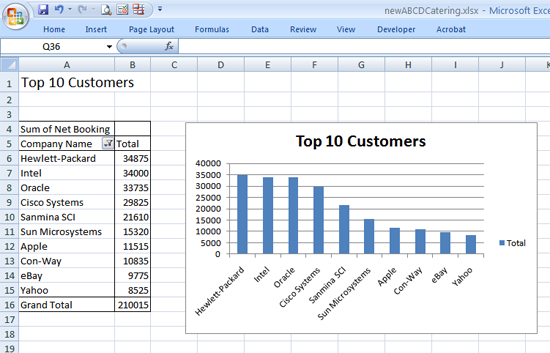 newABCDCatering.xlsx - Microsoft Exce
Home Insert Page Layout Formulas Data Review View Developer Acrobat
Q36 fx
A B C D E F G H I J
1 Top 10 Customers
2
3
4 Sum of Net Booking
5 Company Name Total
6 Hewlett-Packard 34875
7 Intel 34000
8 Oracle 33735
9 Cisco Systems 29825
10 Sanmina SCI 21610
11 Sun Microsystems 15320
12 Apple 11515
13 Con-Way 10835
14 eBay 9775
15 Yahoo 8525
16 Grand Total 210015
17
18
19
Top 10 Customers
40000
35000
30000
25000
20000
15000
10000
5000
0
Hewlett-Packard
Intel
Oracle
Cisco Systems
Sanmina SCI
Sun Microsystems
Apple
Con-Way
eBay
Yahoo
Total